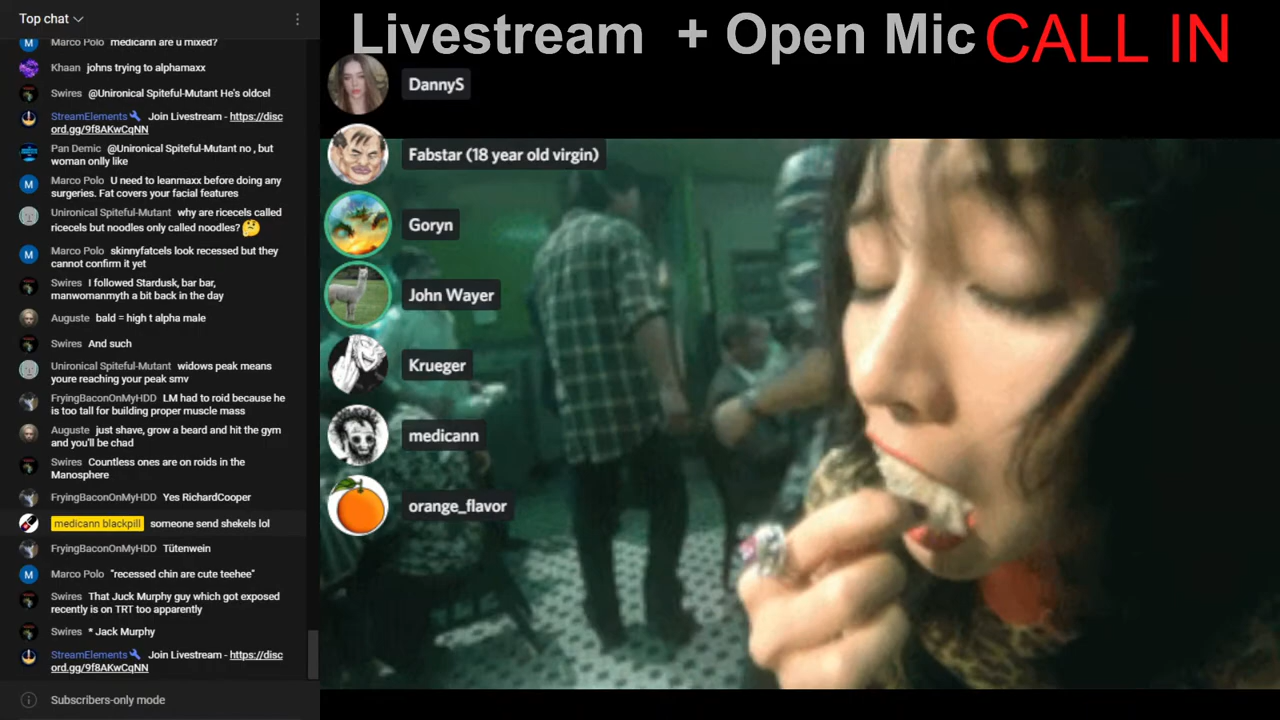 Top chat
Marco Polo medicann are u mixed?
Khaan johns trying to alphamaxx
Swires @Unironical Spiteful-Mutant He's oldcel
StreamElements Join Livestream - https://disc
ord.gg/9f8AKwCqNN
Pan Demic @Unironical Spiteful-Mutant no , but
woman onlly like
Marco Polo U need to leanmaxx before doing any
surgeries. Fat covers your facial features
Unironical Spiteful-Mutant why are ricecels called
ricecels but noodles only called noodles? 🤔
Marco Polo skinnyfatcels look recessed but they
cannot confirm it yet
Swires I followed Stardusk, bar bar,
manwomanmyth a bit back in the day
Auguste bald = high t alpha male
Swires And such
Unironical Spiteful-Mutant widows peak means
youre reaching your peak smv
FryingBaconOnMyHDD LM had to roid because he
is too tall for building proper muscle mass
Auguste just shave, grow a beard and hit the gym
and you'll be chad
Swires Countless ones are on roids in the
Manosphere
FryingBaconOnMyHDD Yes RichardCooper
medicann blackpill someone send shekels lol
FryingBaconOnMyHDD Tütenwein
Marco Polo "recessed chin are cute teehee"
Swires That Juck Murphy guy which got exposed
recently is on TRT too apparently
Swires * Jack Murphy
StreamElements Join Livestream - https://disc
ord.gg/9f8AKwCqNN
Subscribers-only mode
Livestream + Open Mic CALL IN
DannyS
Fabstar (18 year old virgin)
Goryn
John Wayer
Krueger
medicann
orange_flavor